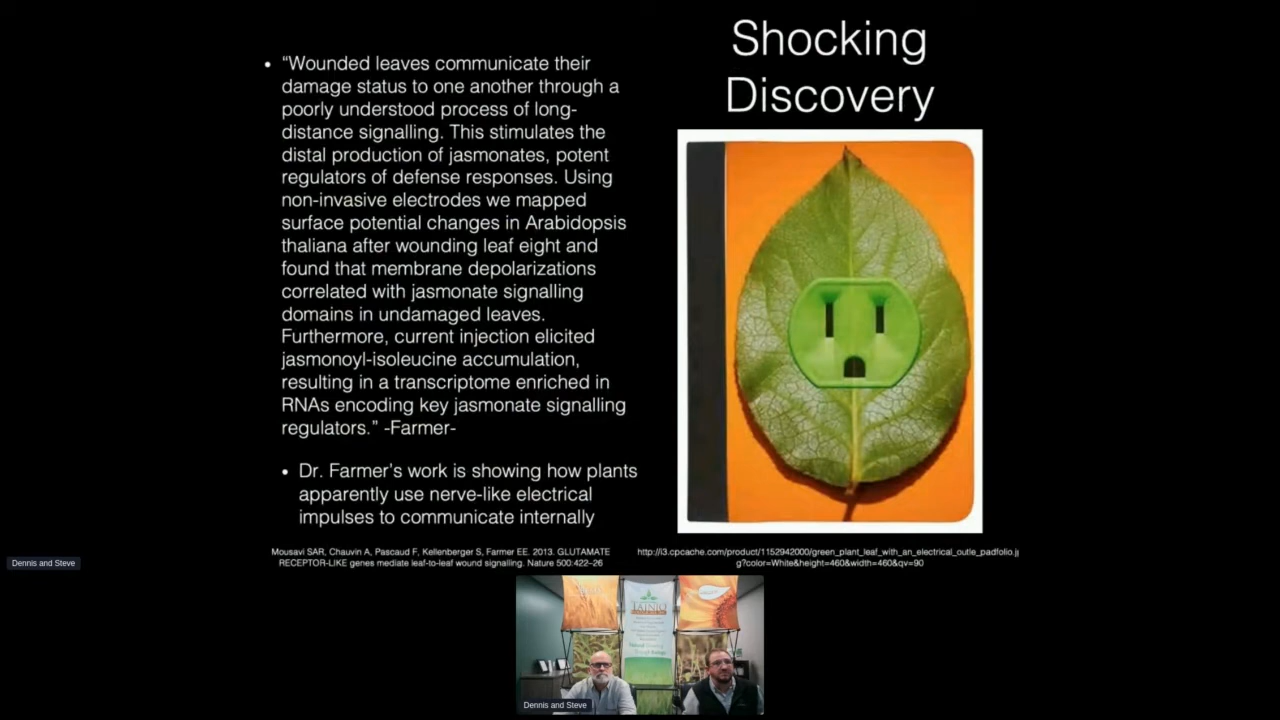 Shocking
Discovery
• “Wounded leaves communicate their
damage status to one another through a
poorly understood process of long-
distance signalling. This stimulates the
distal production of jasmonates, potent
regulators of defense responses. Using
non-invasive electrodes we mapped
surface potential changes in Arabidopsis
thaliana after wounding leaf eight and
found that membrane depolarizations
correlated with jasmonate signalling
domains in undamaged leaves.
Furthermore, current injection elicited
jasmonoyl-isoleucine accumulation,
resulting in a transcriptome enriched in
RNAs encoding key jasmonate signalling
regulators.” -Farmer-
• Dr. Farmer’s work is showing how plants
apparently use nerve-like electrical
impulses to communicate internally
Mousavi SAR, Chauvin A, Pascaud F, Kellenberger S, Farmer EE. 2013. GLUTAMATE
RECEPTOR-LIKE genes mediate leaf-to-leaf wound signalling. Nature 500:422–26
http://i3.cpcache.com/product/1152942000/green_plant_leaf_with_an_electrical_outle_padfolio.j
g?color=White&height=460&width=460&qv=90
Dennis and Steve
TAINIO
Dennis and Steve